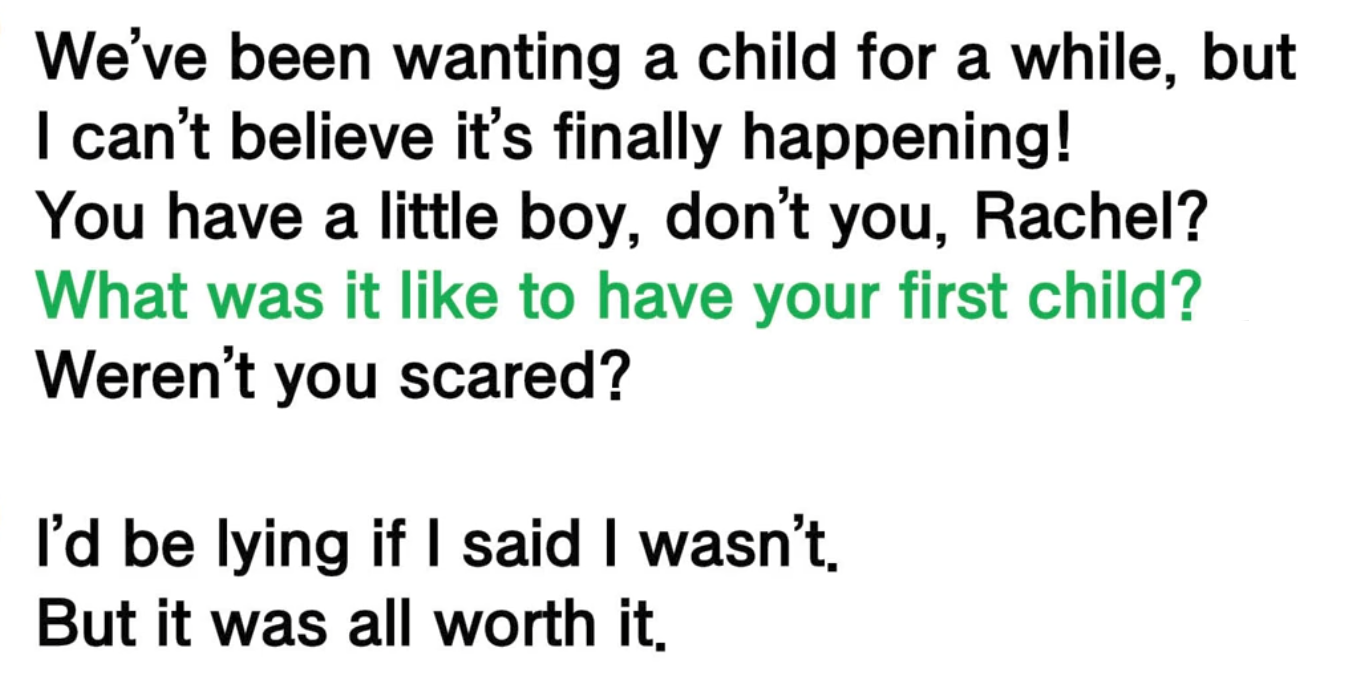 We’ve been wanting a child for a while, but
I can’t believe it’s finally happening!
You have a little boy, don’t you, Rachel?
What was it like to have your first child?
Weren’t you scared?
I’d be lying if I said I wasn’t.
But it was all worth it.